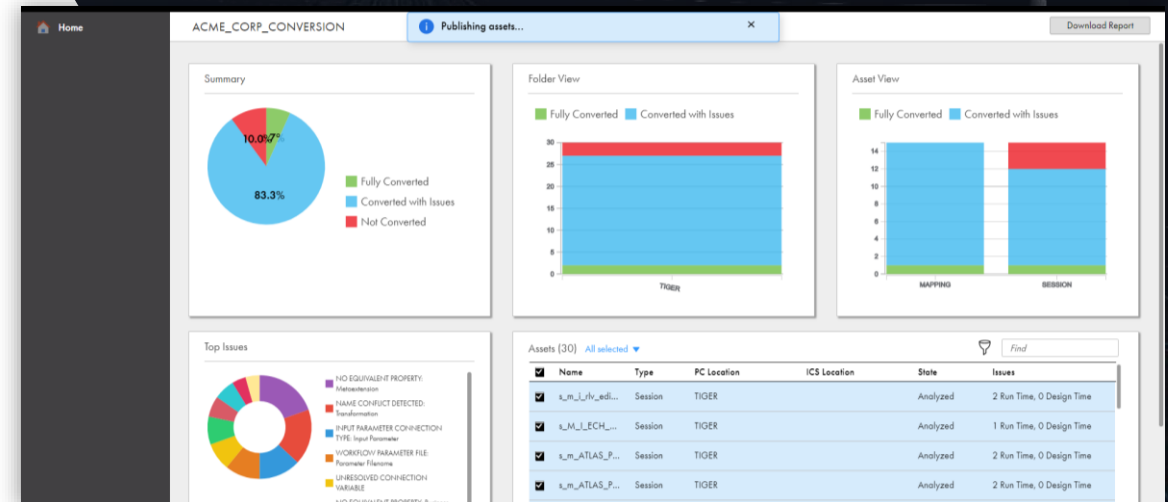 Home
ACME_CORP_CONVERSION
Publishing assets...
×
Download Report
Summary
10.0%
7%
83.3%
Fully Converted
Converted with Issues
Not Converted
Folder View
Fully Converted Converted with Issues
30
25
20
15
10
5
0
TIGER
Asset View
Fully Converted Converted with Issues
14
12
10
8
6
4
2
0
MAPPING SESSION
Top Issues
NO EQUIVALENT PROPERTY:
Metaextension
NAME CONFLICT DETECTED:
Transformation
INPUT PARAMETER CONNECTION
TYPE: Input Parameter
WORKFLOW PARAMETER FILE:
Parameter Filename
UNRESOLVED CONNECTION
VARIABLE
NO EQUIVALENT PROPERTY:
Assets (30) All selected
Find
Name Type PC Location ICS Location State Issues
s_m_i_rlv_edi... Session TIGER Analyzed 2 Run Time, 0 Design Time
s_M_I_ECH_... Session TIGER Analyzed 1 Run Time, 0 Design Time
s_m_ATLAS_P... Session TIGER Analyzed 2 Run Time, 0 Design Time
s_m_ATLAS_P... Session TIGER Analyzed 2 Run Time, 0 Design Time